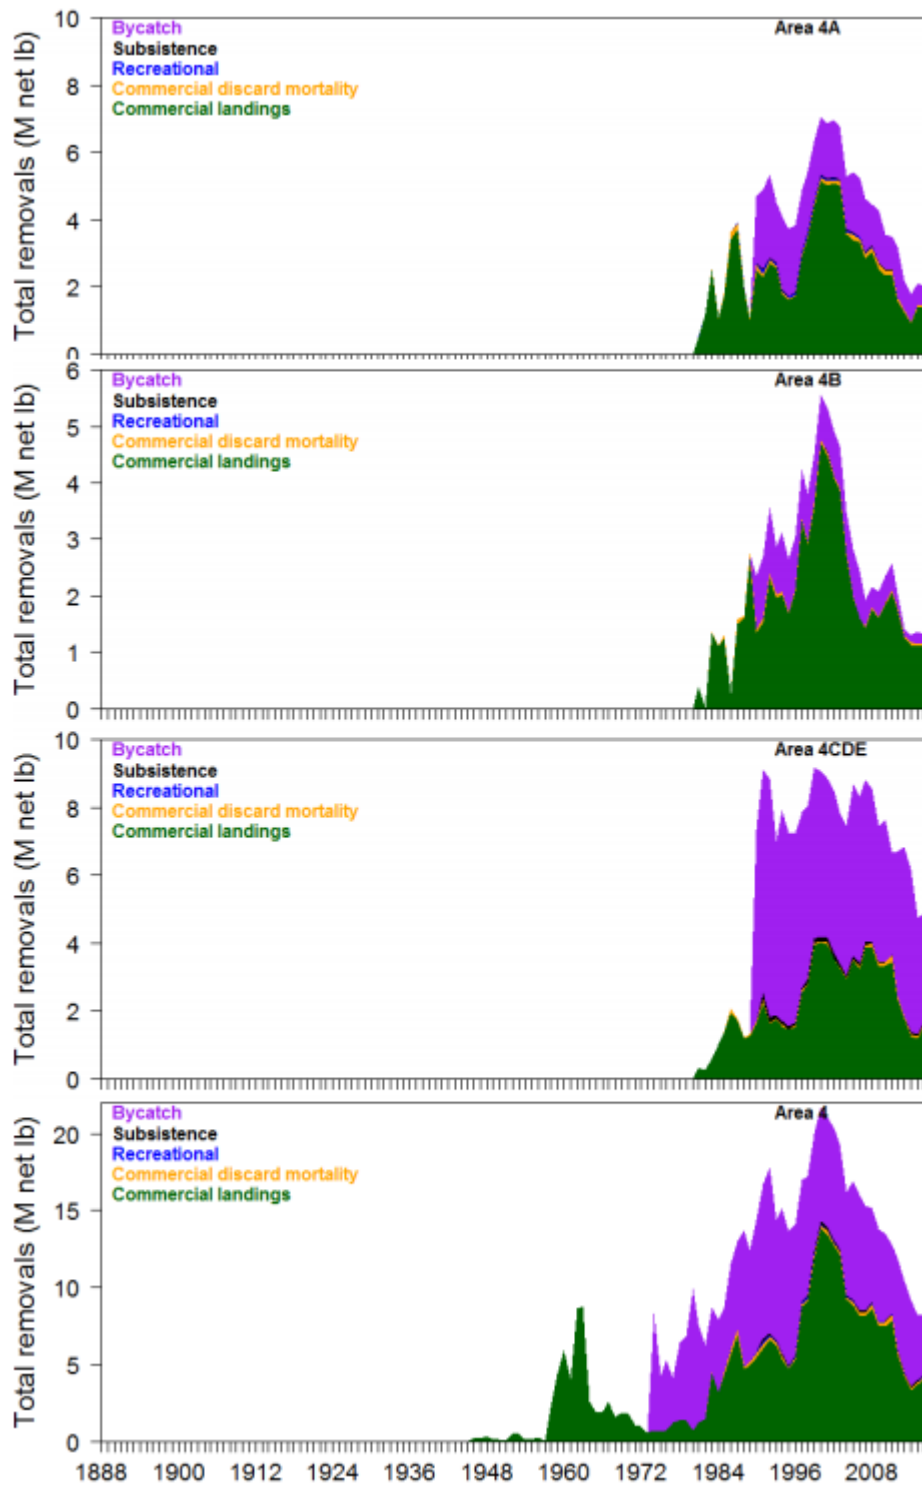 Total removals (M net lb)
10
8
6
4
2
0
Bycatch
Subsistence
Recreational
Commercial discard mortality
Commercial landings
Area 4A
Total removals (M net lb)
6
5
4
3
2
1
0
Bycatch
Subsistence
Recreational
Commercial discard mortality
Commercial landings
Area 4B
Total removals (M net lb)
10
8
6
4
2
0
Bycatch
Subsistence
Recreational
Commercial discard mortality
Commercial landings
Area 4CDE
Total removals (M net lb)
20
15
10
5
0
Bycatch
Subsistence
Recreational
Commercial discard mortality
Commercial landings
Area 4
1888 1900 1912 1924 1936 1948 1960 1972 1984 1996 2008